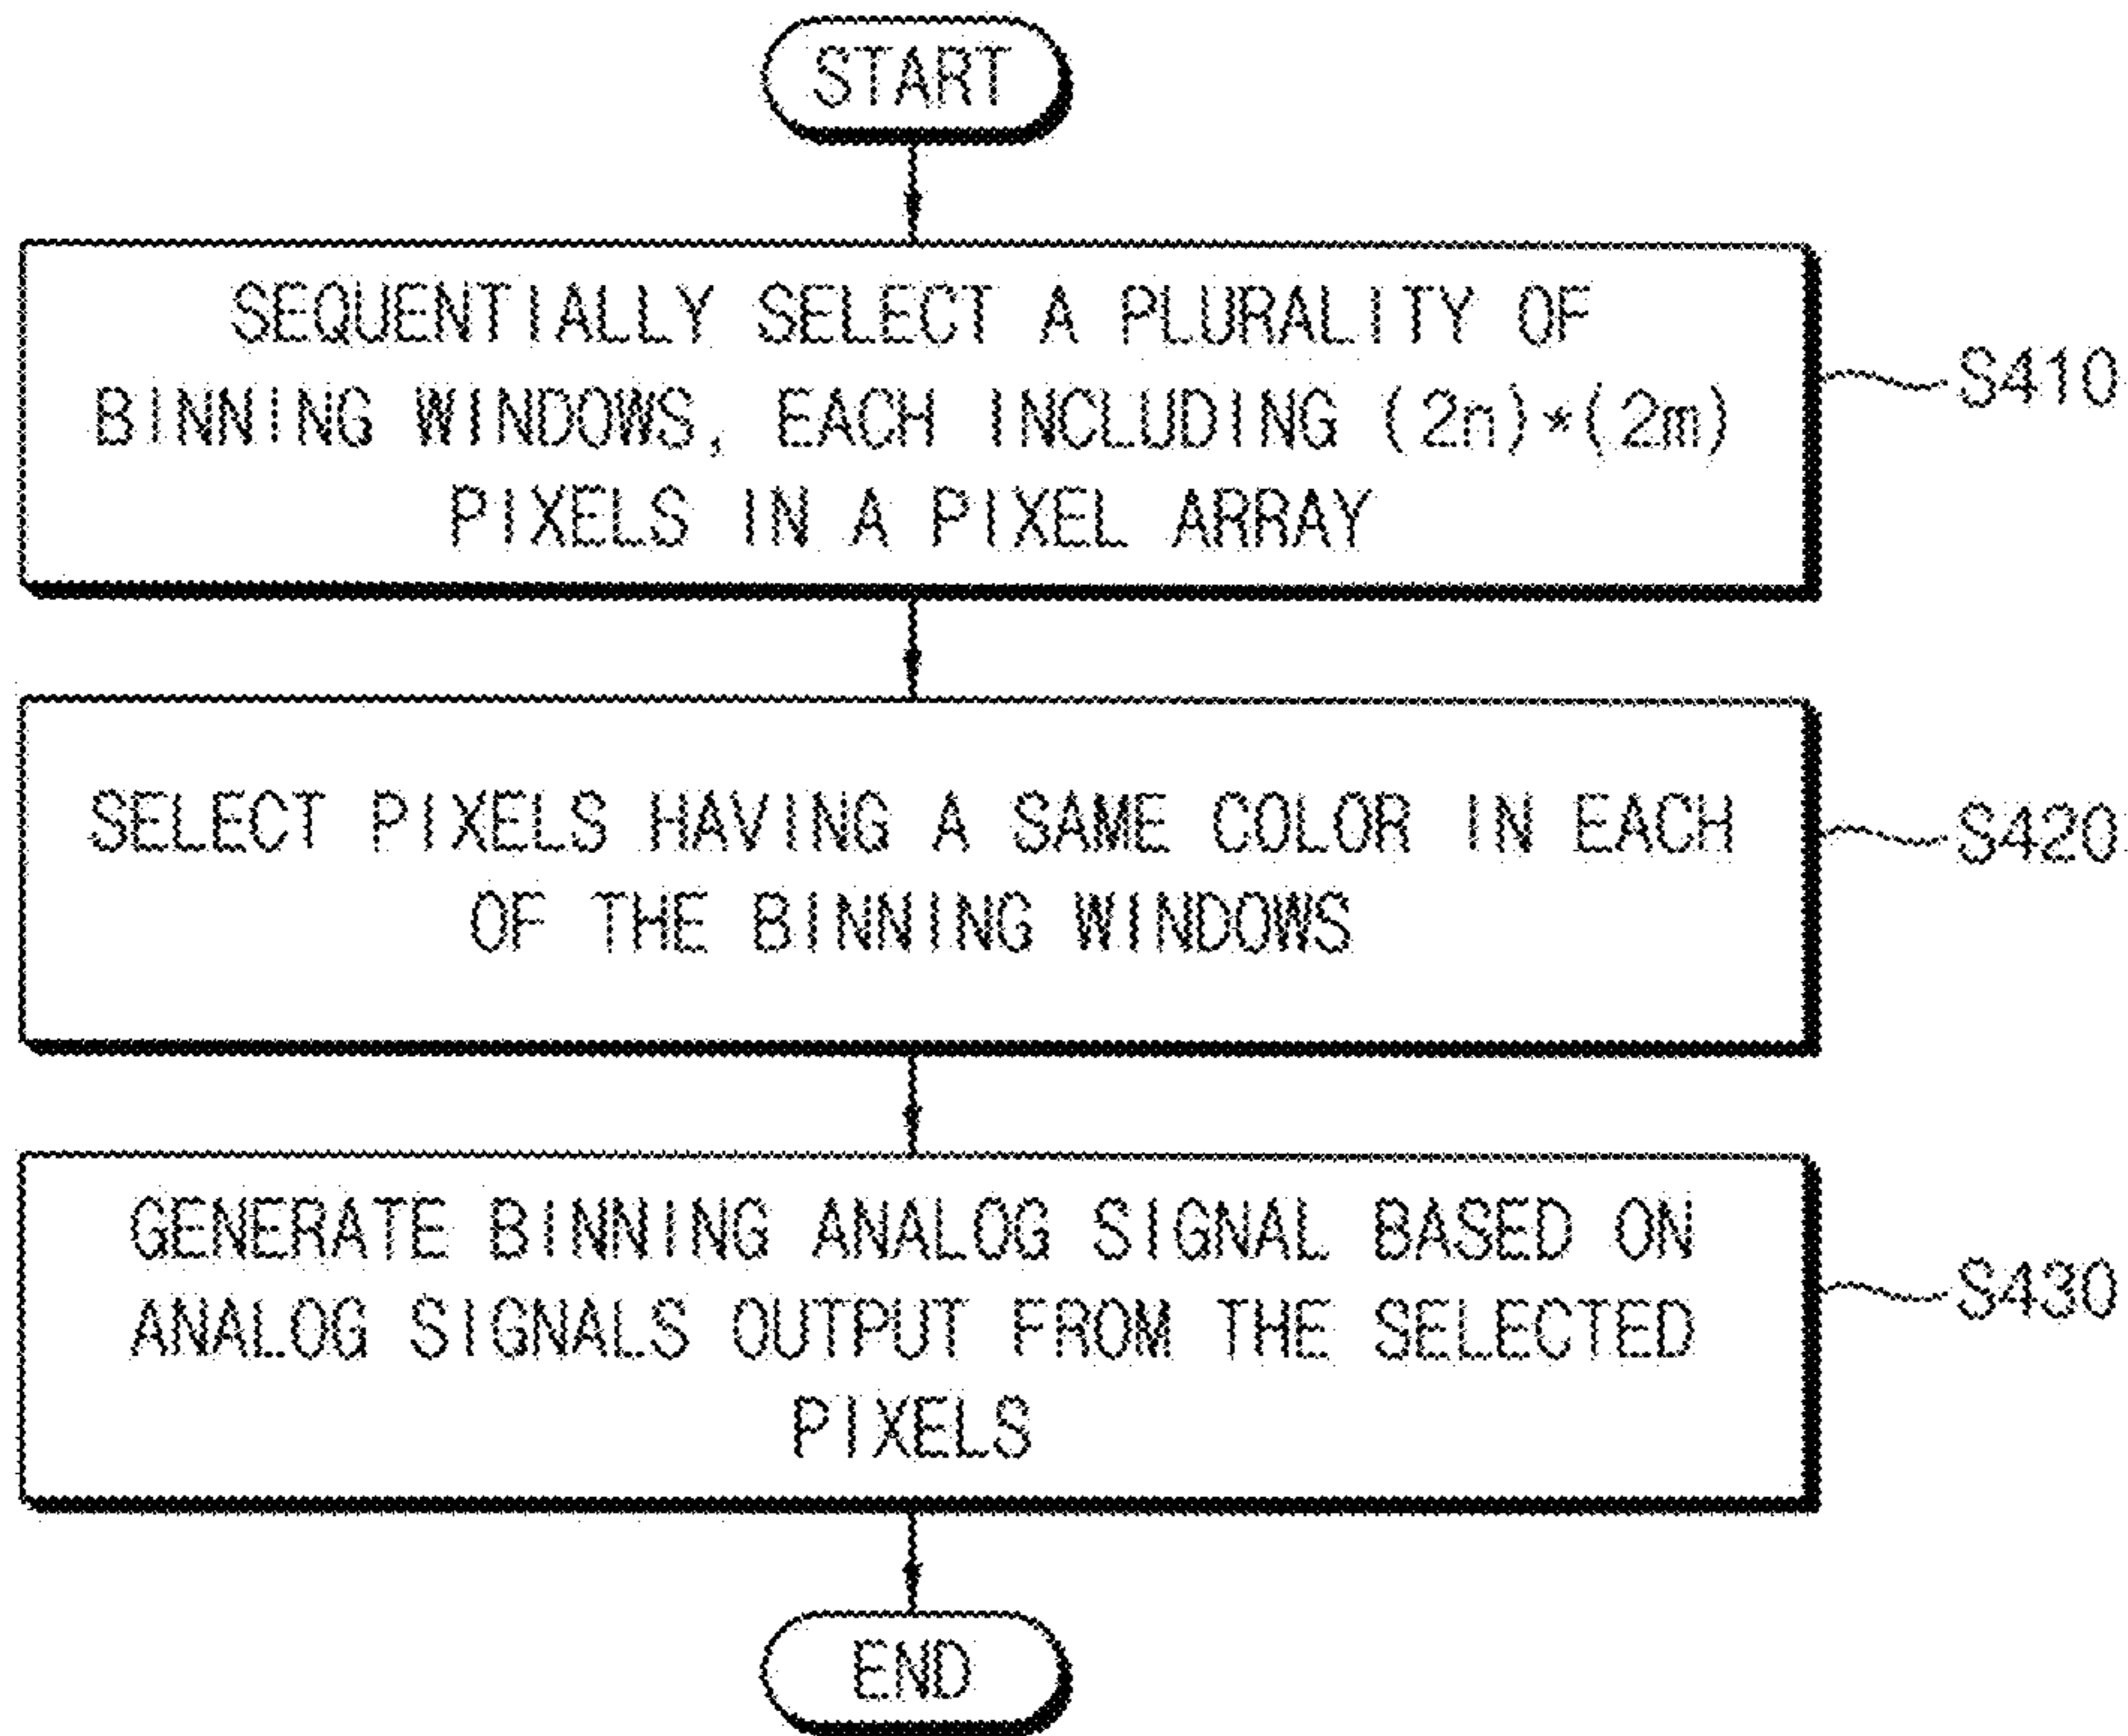 START
SEQUENTIALLY SELECT A PLURALITY OF
BINNING WINDOWS, EACH INCLUDING (2n)*(2m)
PIXELS IN A PIXEL ARRAY
S410
SELECT PIXELS HAVING A SAME COLOR IN EACH
OF THE BINNING WINDOWS
S420
GENERATE BINNING ANALOG SIGNAL BASED ON
ANALOG SIGNALS OUTPUT FROM THE SELECTED
PIXELS
S430
END